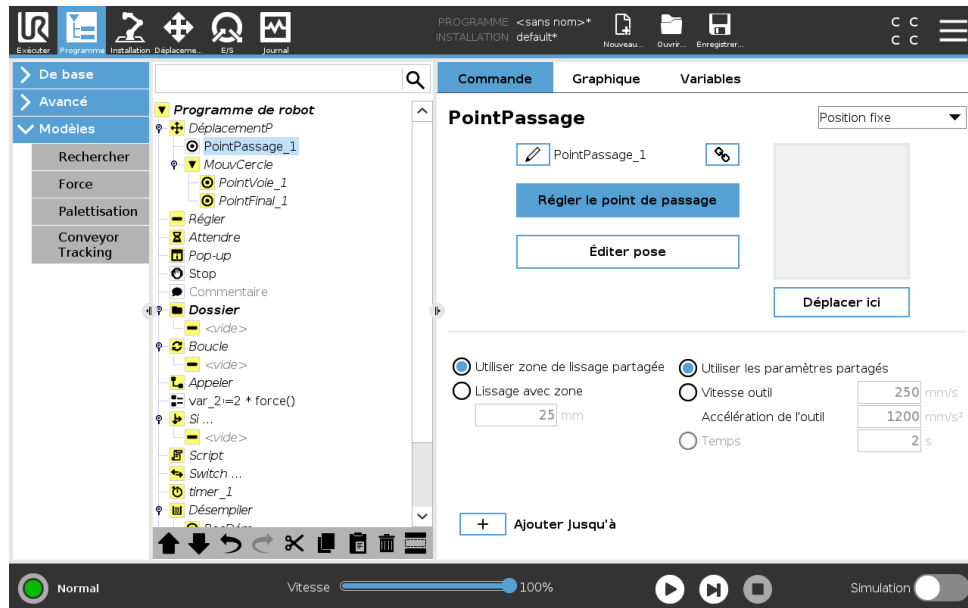 PROGRAMME <sans nom>*
INSTALLATION default*
Exécuter
Programme
Installation
Déplaceme...
E/S
Journal
Nouveau...
Ouvrir...
Enregistrer...
C C
C C
De base
Avancé
Modèles
Rechercher
Force
Palettisation
Conveyor
Tracking
Programme de robot
DéplacementP
PointPassage_1
MouvCercle
PointVoie_1
PointFinal_1
Régler
Attendre
Pop-up
Stop
Commentaire
Dossier
<vide>
Boucle
<vide>
Appeler
var_2:=2 * force()
Si ...
<vide>
Script
Switch ...
timer_1
Désempiler
Commande
Graphique
Variables
PointPassage
Position fixe
PointPassage_1
Régler le point de passage
Éditer pose
Déplacer ici
Utiliser zone de lissage partagée
Lissage avec zone
25 mm
Utiliser les paramètres partagés
Vitesse outil 250 mm/s
Accélération de l'outil 1200 mm/s²
Temps 2 s
+ Ajouter Jusqu'à
Normal
Vitesse 100%
Simulation